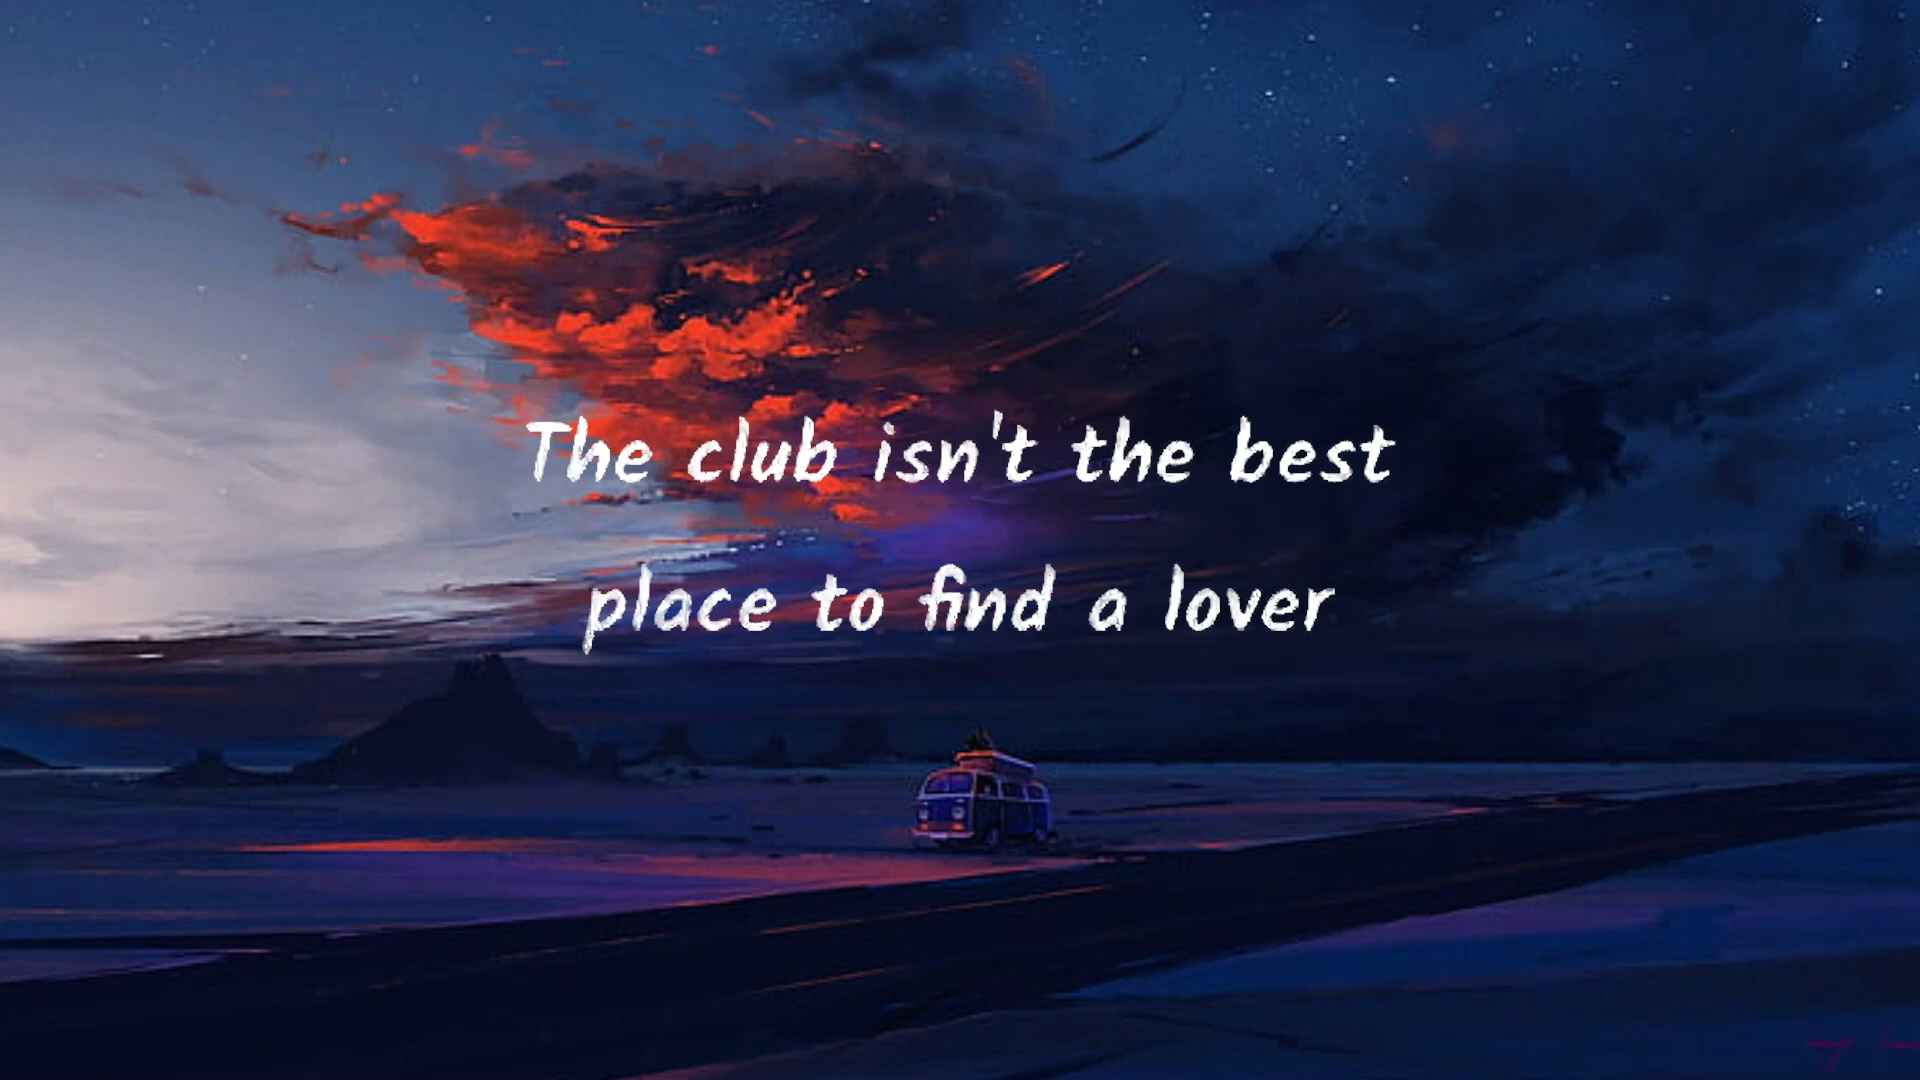 The club isn't the best
place to find a lover